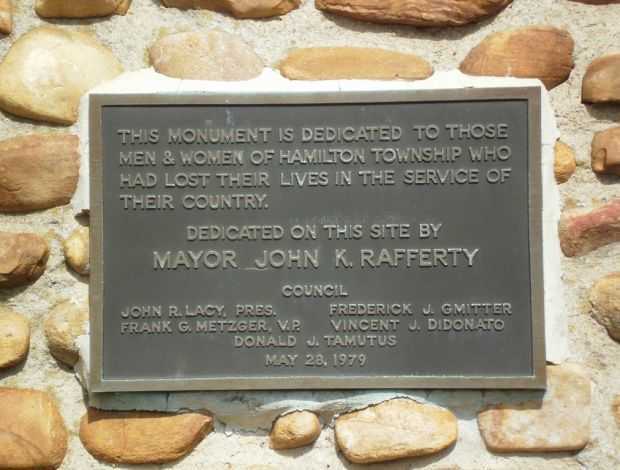 THIS MONUMENT IS DEDICATED TO THOSE
MEN & WOMEN OF HAMILTON TOWNSHIP WHO
HAD LOST THEIR LIVES IN THE SERVICE OF
THEIR COUNTRY.
DEDICATED ON THIS SITE BY
MAYOR JOHN K. RAFFERTY
COUNCIL
JOHN R. LACY, PRES. FREDERICK J. GMITTER
FRANK G. METZGER, V.P. VINCENT J. DIDONATO
DONALD J. TAMUTUS
MAY 28, 1979